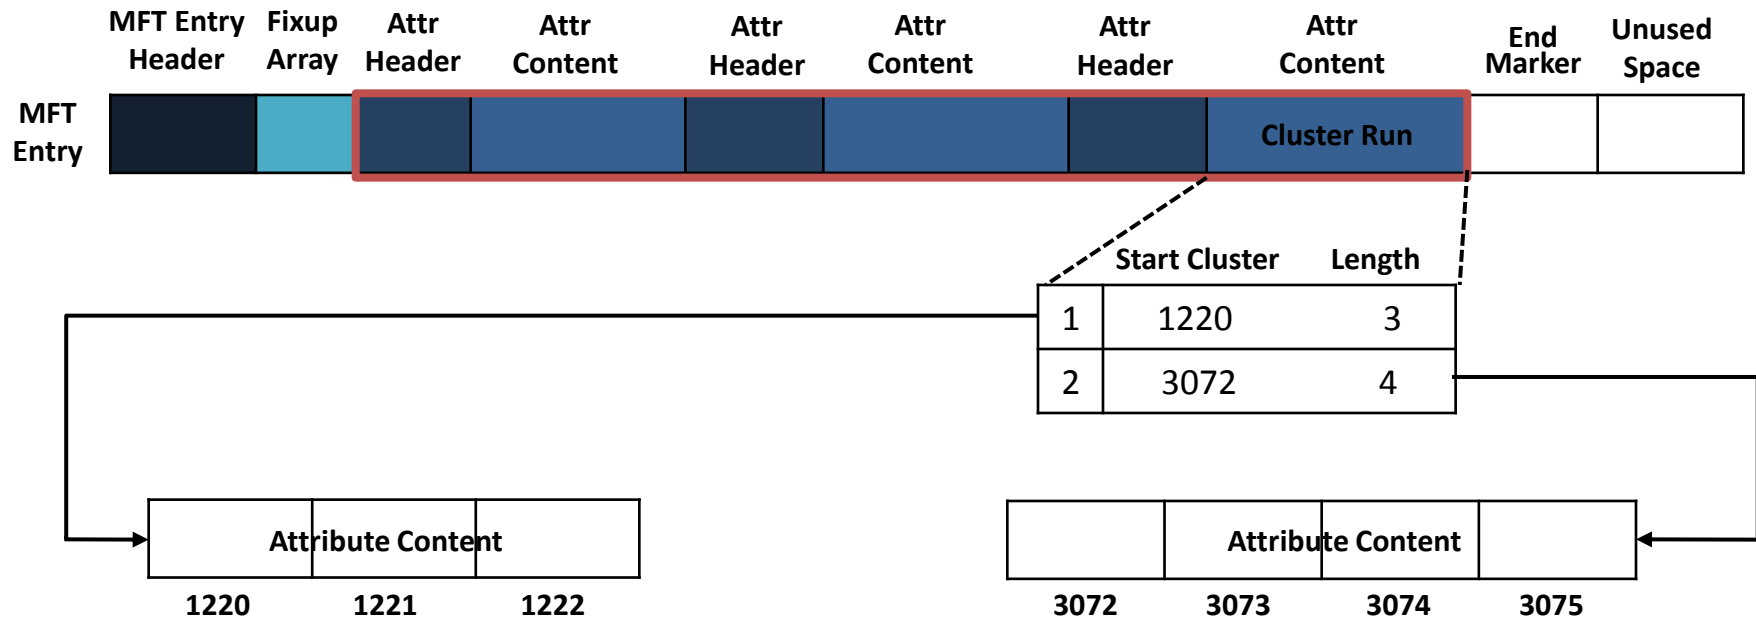 MFT Entry Header
Fixup Array
Attr Header
Attr Content
Attr Header
Attr Content
Attr Header
Attr Content
End Marker
Unused Space
MFT Entry
Cluster Run
Start Cluster Length
1 1220 3
2 3072 4
Attribute Content
1220 1221 1222
Attribute Content
3072 3073 3074 3075